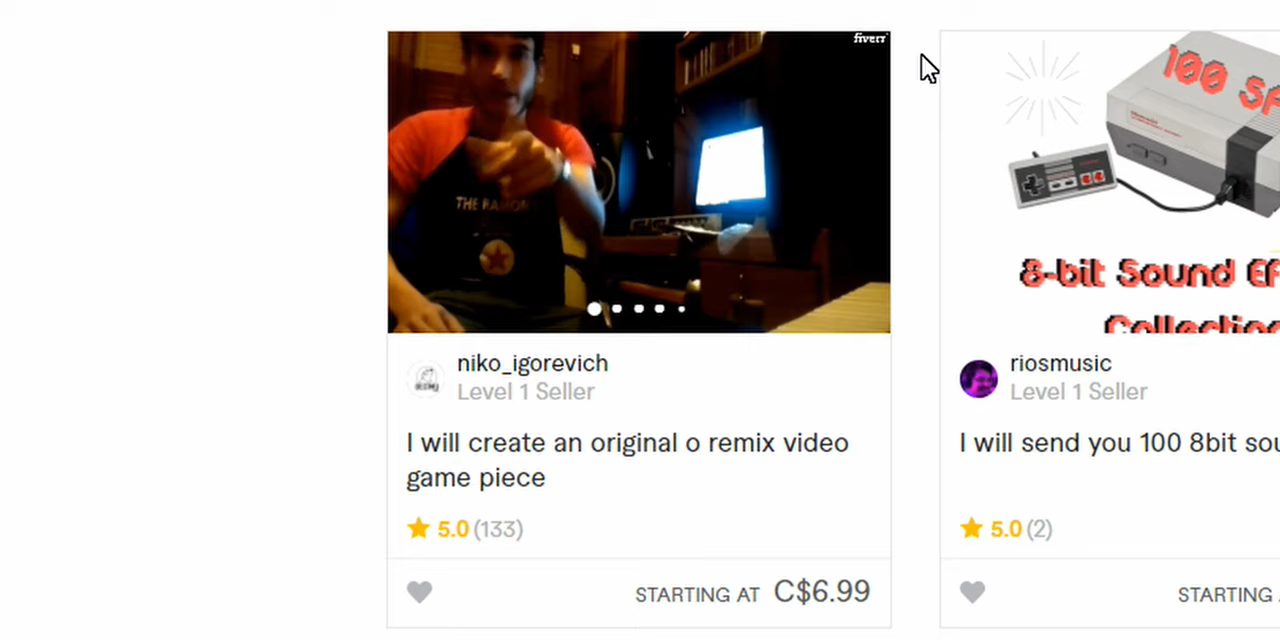 fiverr
THE RAMON
niko_igorevich
Level 1 Seller
I will create an original o remix video
game piece
5.0 (133)
STARTING AT C$6.99
100 SF
8-bit Sound Ef
Collection
riosmusic
Level 1 Seller
I will send you 100 8bit sou
5.0 (2)
STARTING